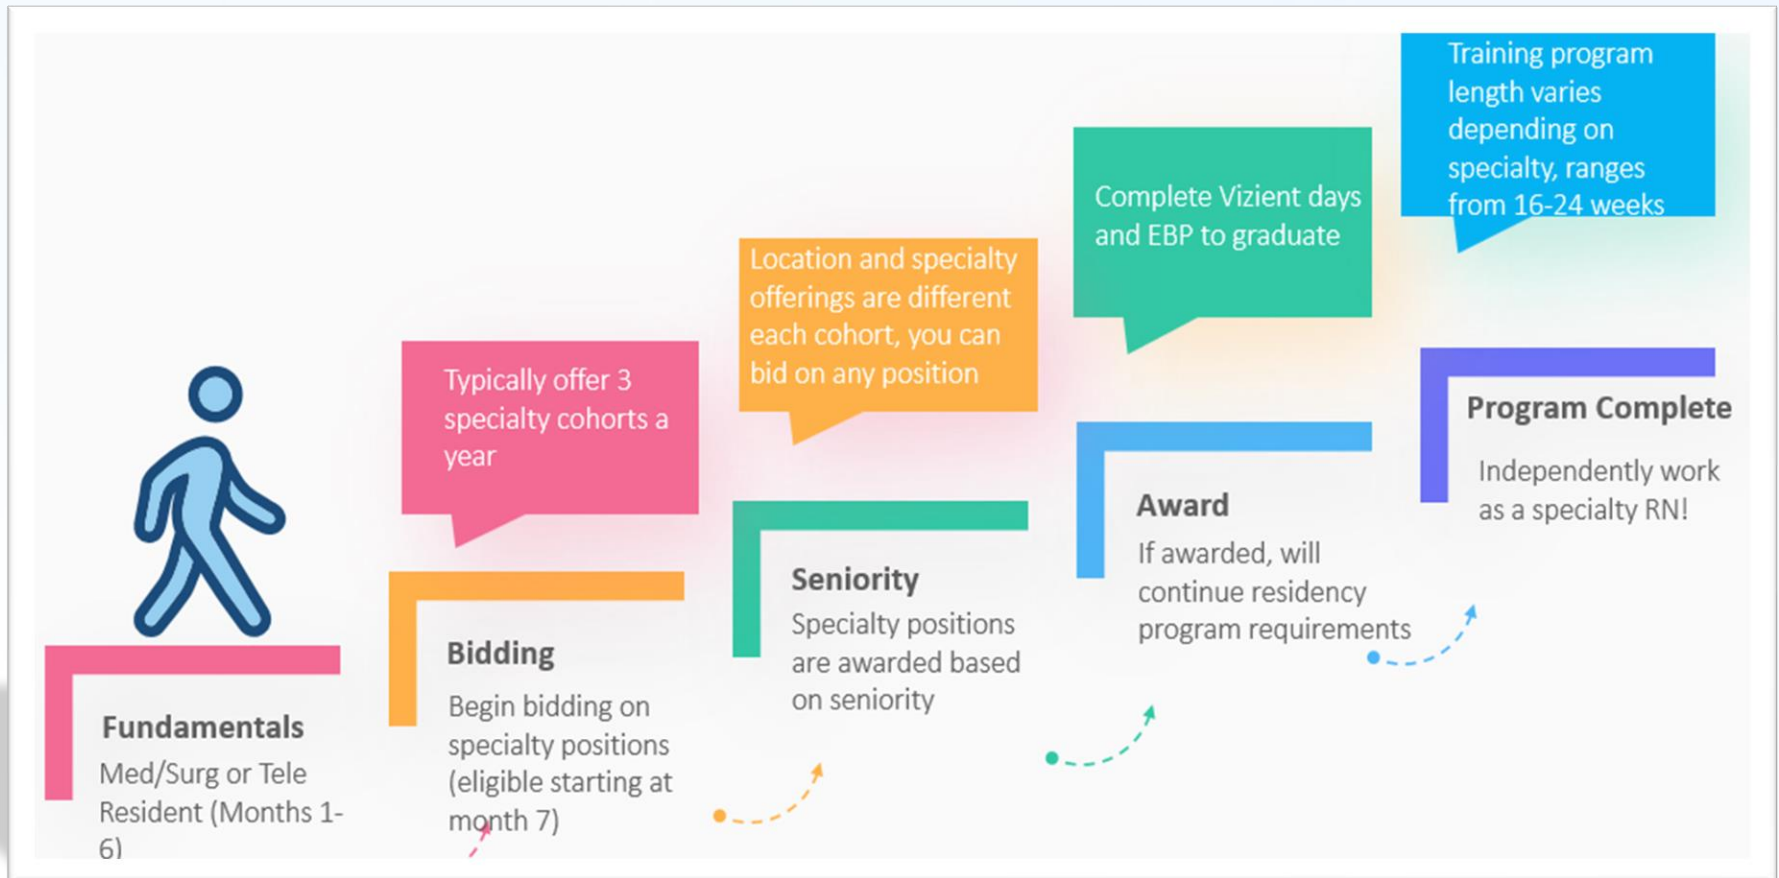 Fundamentals
Med/Surg or Tele
Resident (Months 1-
6)
Typically offer 3
specialty cohorts a
year
Bidding
Begin bidding on
specialty positions
(eligible starting at
month 7)
Location and specialty
offerings are different
each cohort, you can
bid on any position
Seniority
Specialty positions
are awarded based
on seniority
Complete Vizient days
and EBP to graduate
Award
If awarded, will
continue residency
program requirements
Training program
length varies
depending on
specialty, ranges
from 16-24 weeks
Program Complete
Independently work
as a specialty RN!